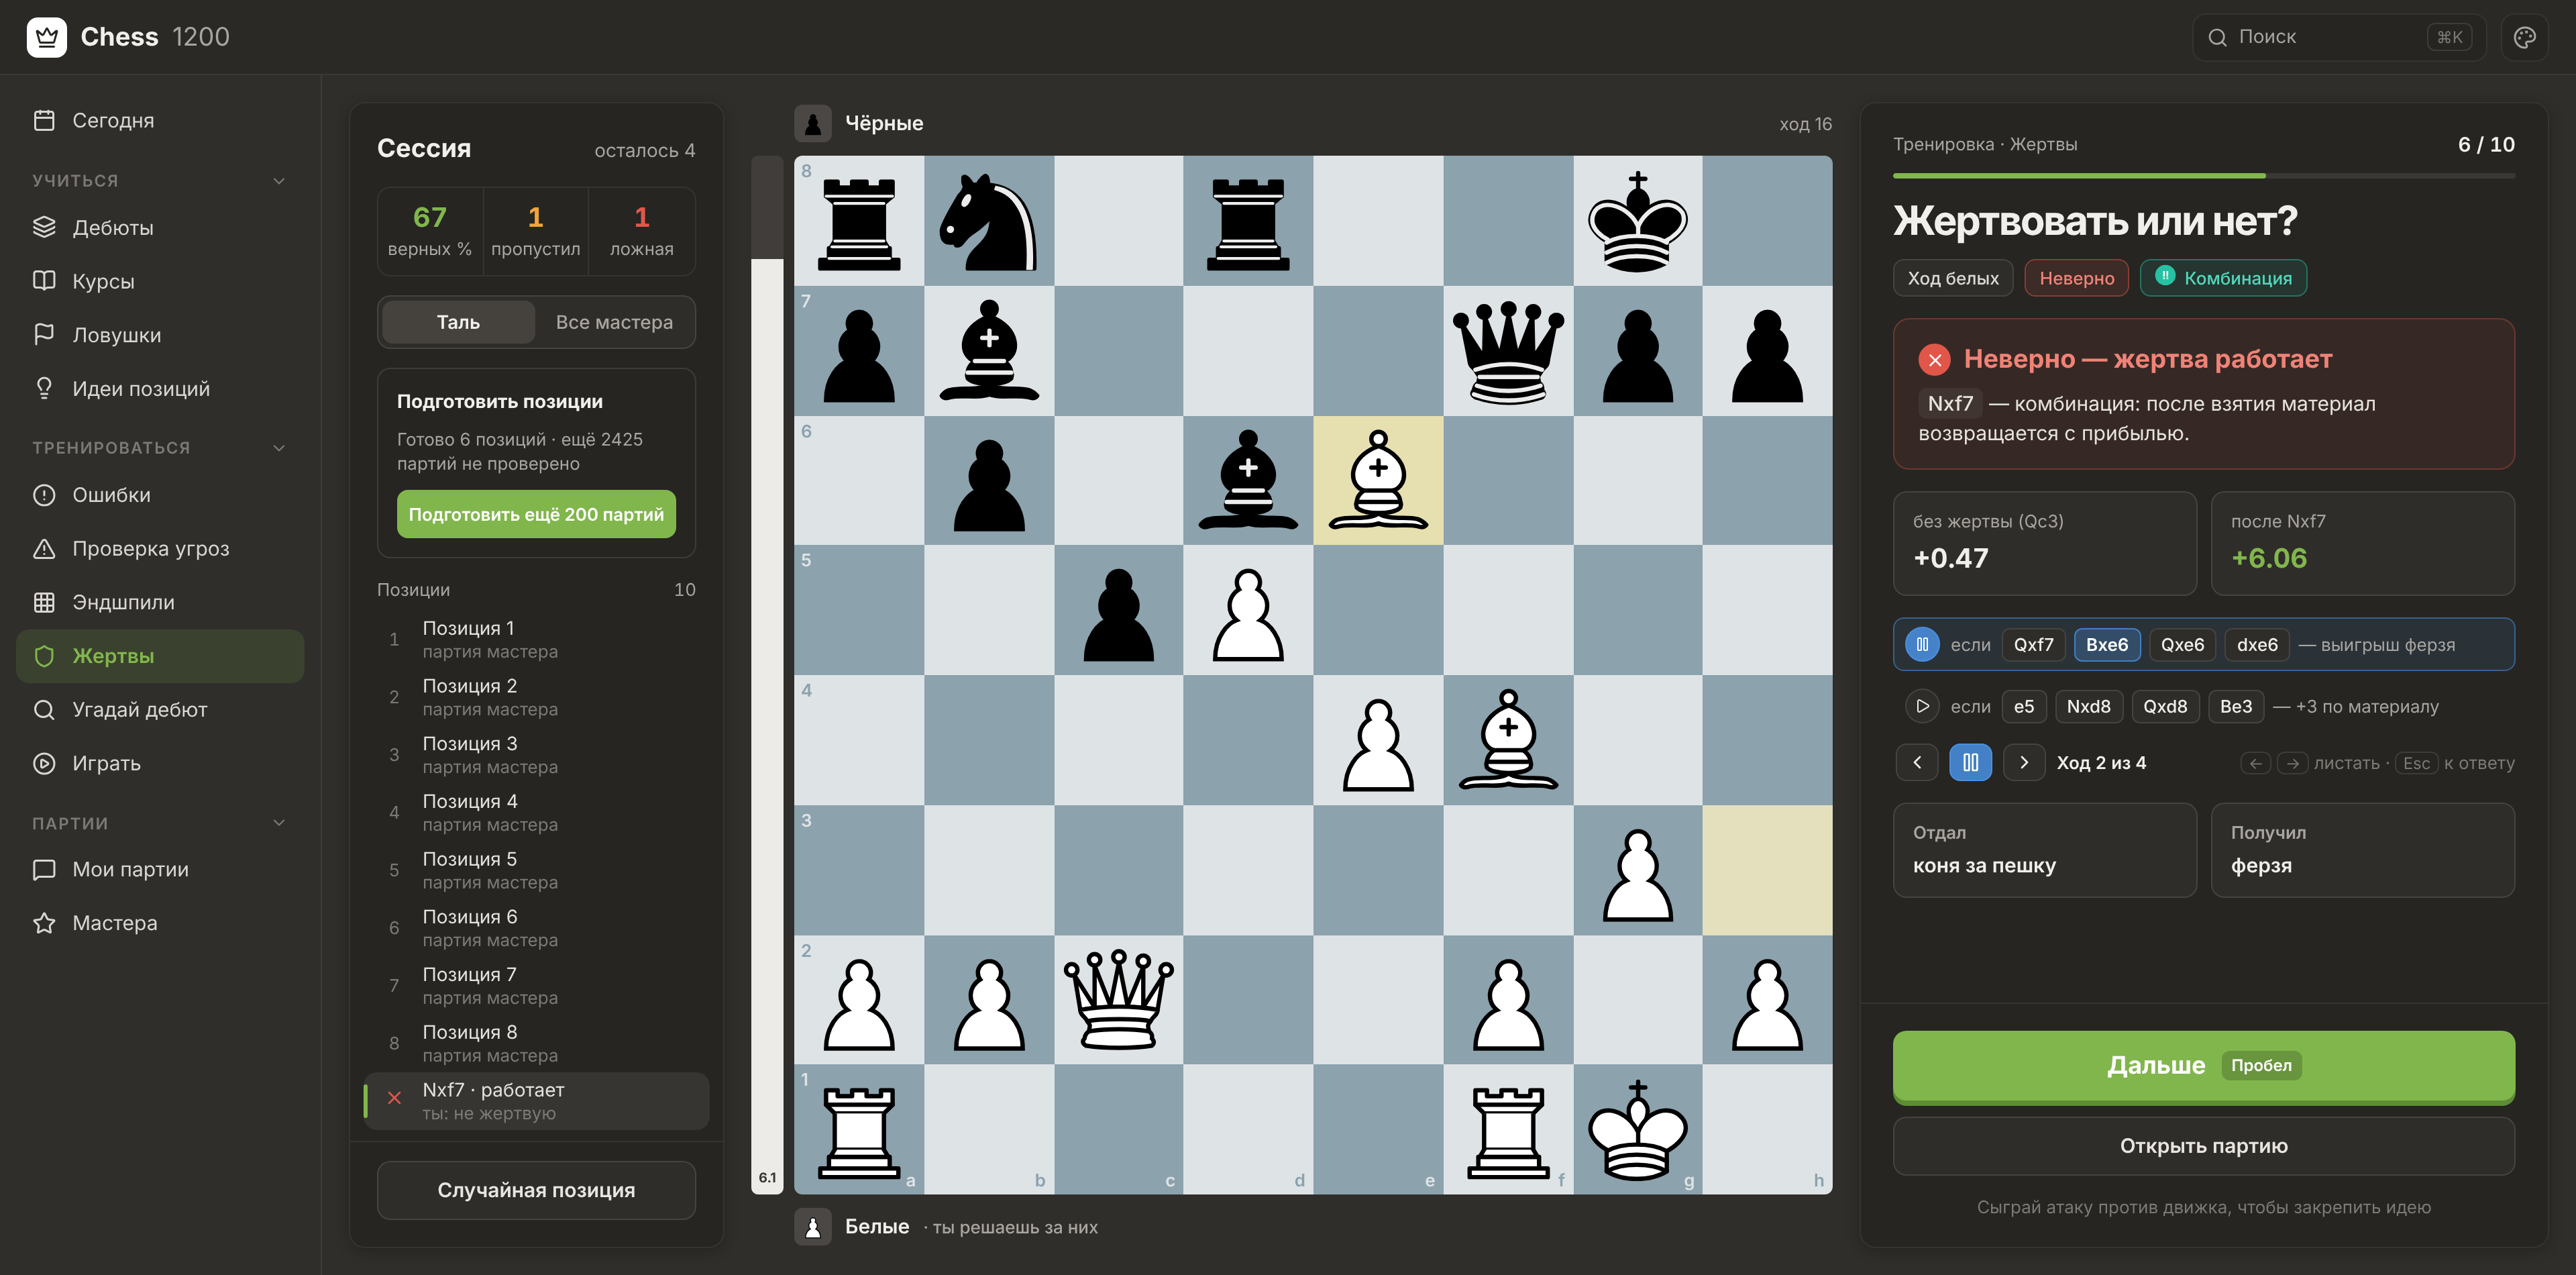 Chess 1200
Поиск
⌘K
Сегодня
УЧИТЬСЯ
Дебюты
Курсы
Ловушки
Идеи позиций
ТРЕНИРОВАТЬСЯ
Ошибки
Проверка угроз
Эндшпили
Жертвы
Угадай дебют
Играть
ПАРТИИ
Мои партии
Мастера
Сессия
осталось 4
67
верных %
1
пропустил
1
ложная
Таль
Все мастера
Подготовить позиции
Готово 6 позиций · ещё 2425
партий не проверено
Подготовить ещё 200 партий
Позиции
10
1
Позиция 1
партия мастера
2
Позиция 2
партия мастера
3
Позиция 3
партия мастера
4
Позиция 4
партия мастера
5
Позиция 5
партия мастера
6
Позиция 6
партия мастера
7
Позиция 7
партия мастера
8
Позиция 8
партия мастера
Nxf7 · работает
ты: не жертвую
Случайная позиция
Чёрные
ход 16
8
7
6
5
4
3
2
1
a
b
c
d
e
f
g
h
6.1
Белые · ты решаешь за них
Тренировка · Жертвы
6 / 10
Жертвовать или нет?
Ход белых
Неверно
!! Комбинация
Неверно — жертва работает
Nxf7 — комбинация: после взятия материал
возвращается с прибылью.
без жертвы (Qc3)
+0.47
после Nxf7
+6.06
если Qxf7 Bxe6 Qxe6 dxe6 — выигрыш ферзя
если e5 Nxd8 Qxd8 Be3 — +3 по материалу
Ход 2 из 4
← → листать · Esc к ответу
Отдал
коня за пешку
Получил
ферзя
Дальше Пробел
Открыть партию
Сыграй атаку против движка, чтобы закрепить идею